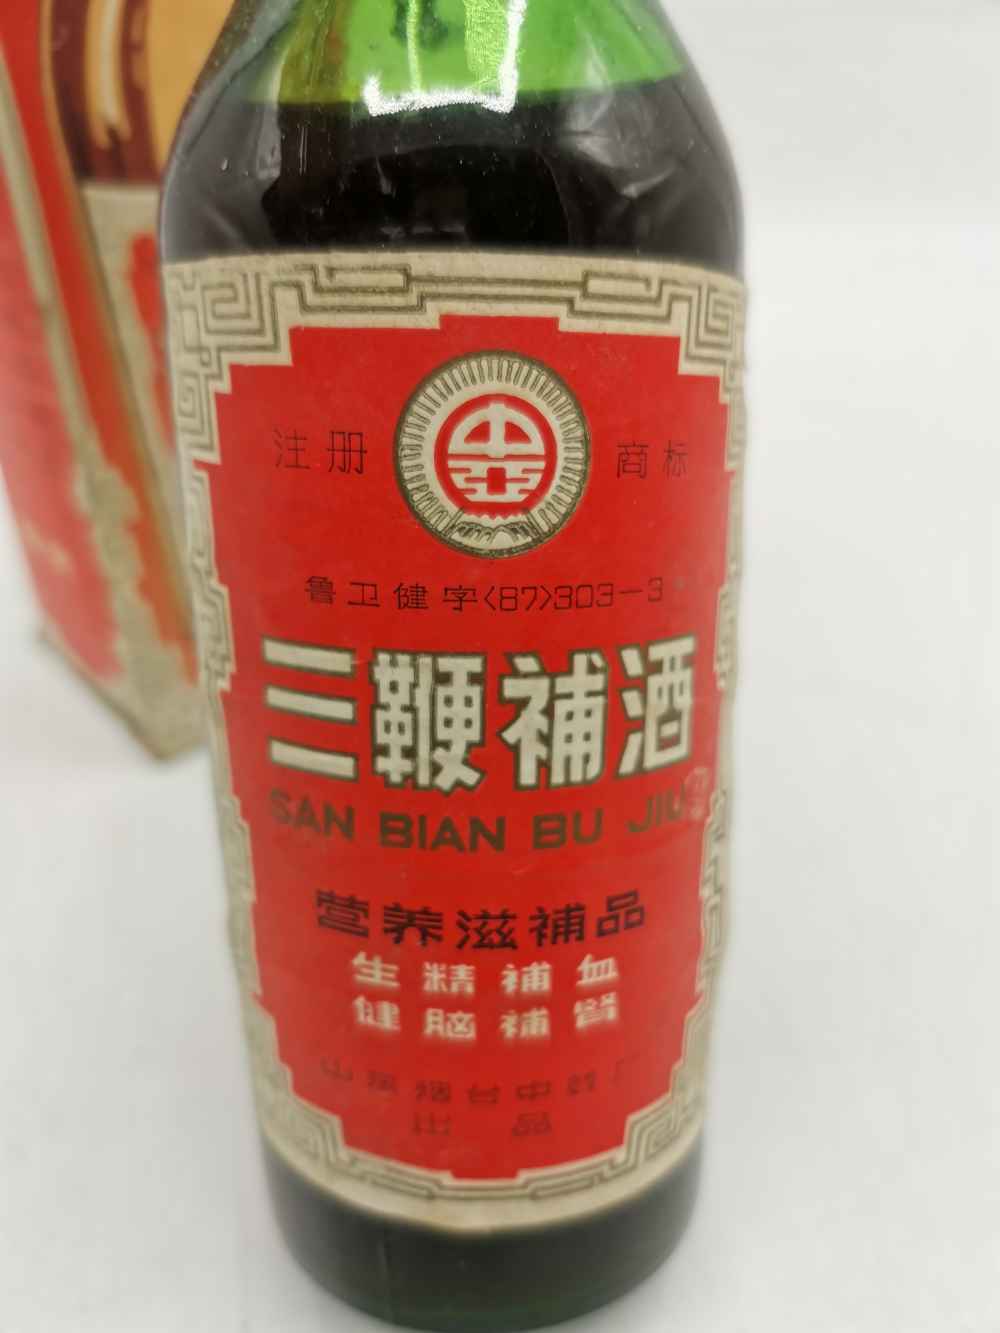 注册 商标
鲁卫健字〈87〉303-3
三鞭補酒
SAN BIAN BU JIU
营养滋補品
生精補血
健脑補腎
山东烟台中药厂
出品